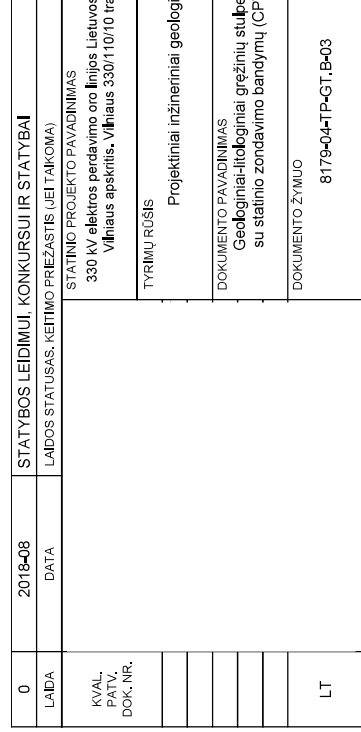 0 2018-08 STATYBOS LEIDIMUI, KONKURSUI IR STATYBAI
LAIDA DATA LAIDOS STATUSAS. KEITIMO PRIEŽASTIS (JEI TAIKOMA)
KVAL.
PATV.
DOK. NR.
STATINIO PROJEKTO PAVADINIMAS
330 kV elektros perdavimo oro linijos Lietuvos
Vilniaus apskritis. Vilniaus 330/110/10 tra
TYRIMŲ RŪŠIS
Projektiniai inžineriniai geologi
DOKUMENTO PAVADINIMAS
Geologiniai-litologiniai gręžinių stulpe
su statinio zondavimo bandymų (CP
LT
DOKUMENTO ŽYMUO
8179-04-TP-GT.B-03